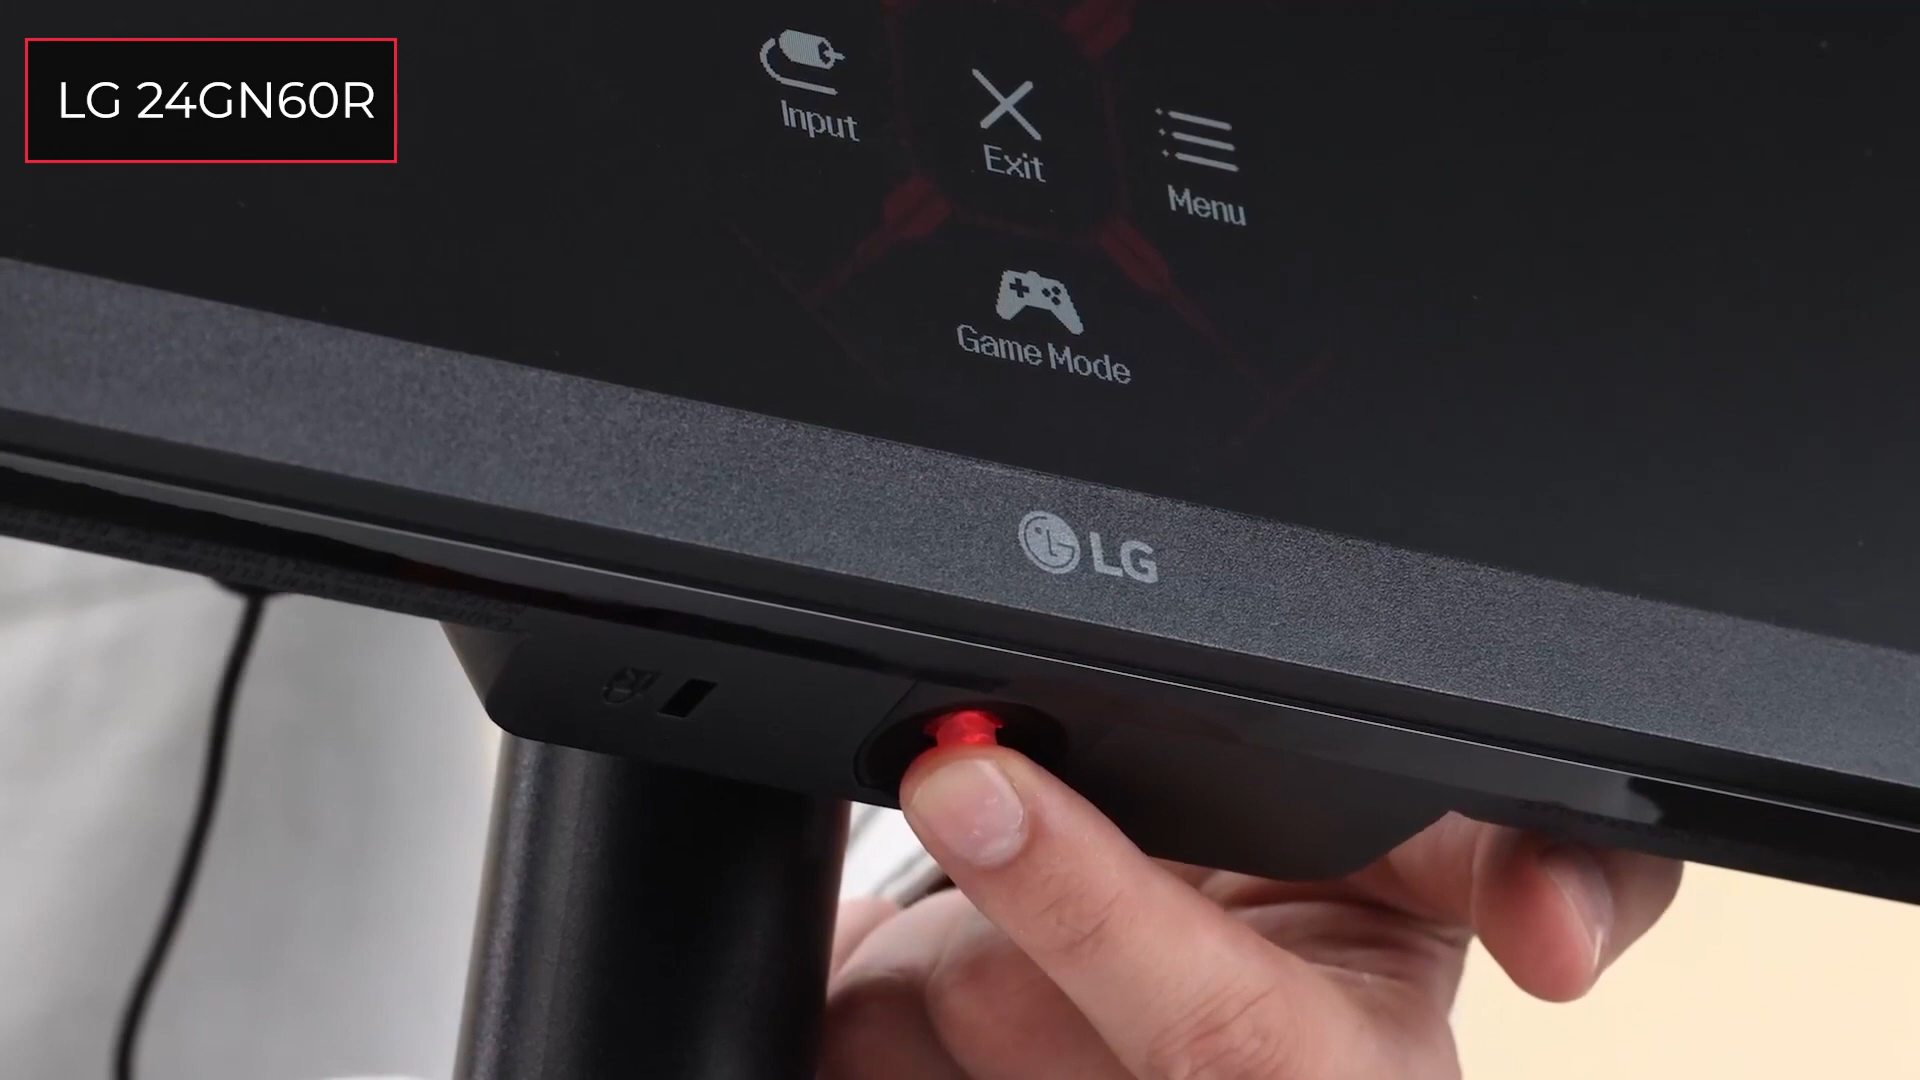 LG 24GN60R
Input
Exit
Menu
Game Mode
LG